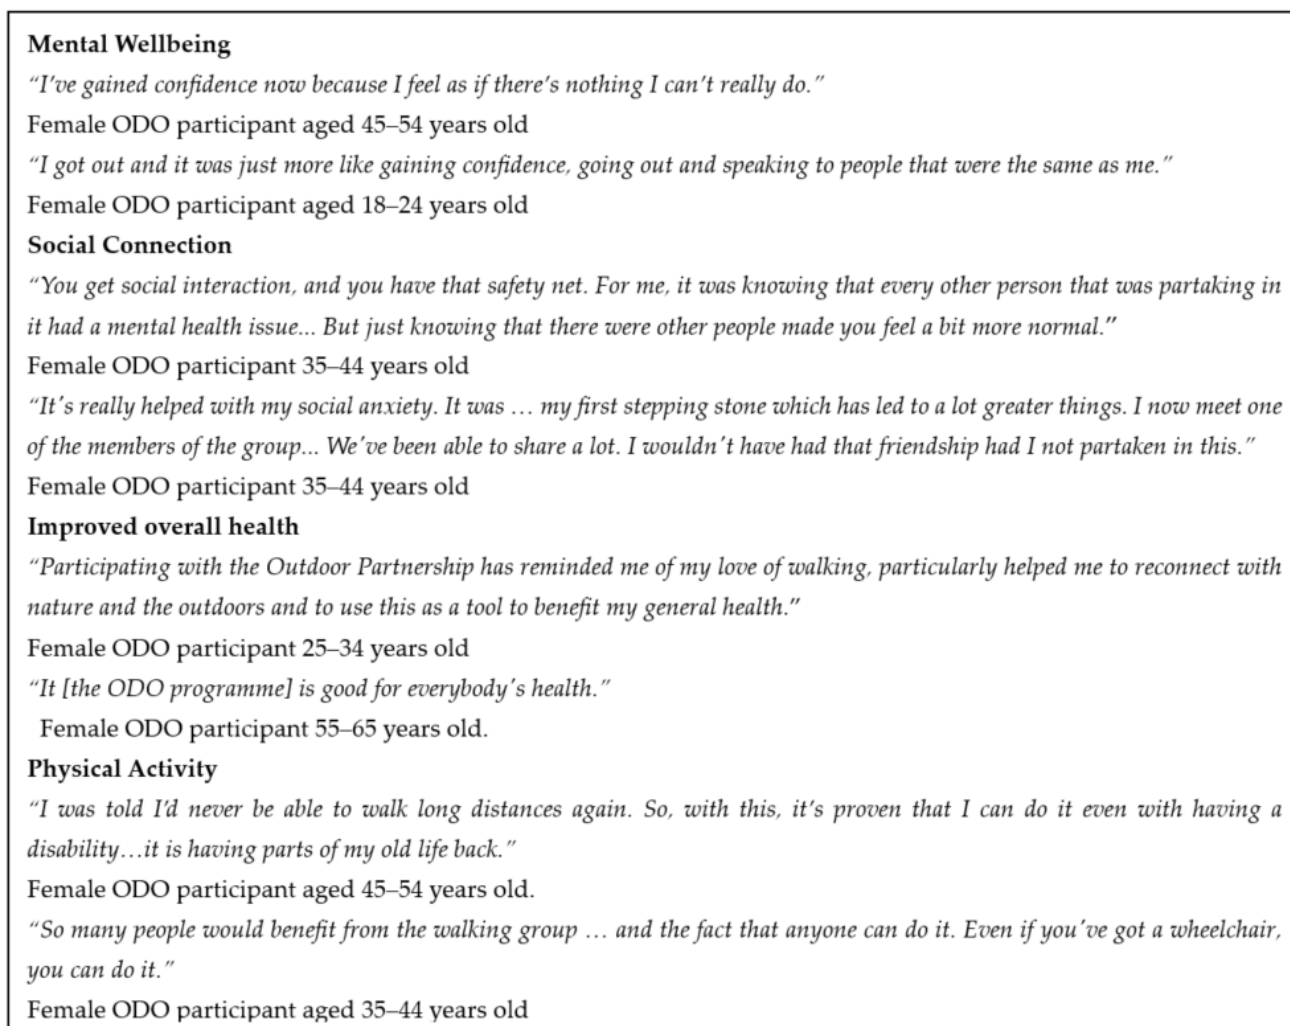 Mental Wellbeing
“I’ve gained confidence now because I feel as if there’s nothing I can’t really do.”
Female ODO participant aged 45–54 years old
“I got out and it was just more like gaining confidence, going out and speaking to people that were the same as me.”
Female ODO participant aged 18–24 years old
Social Connection
“You get social interaction, and you have that safety net. For me, it was knowing that every other person that was partaking in
it had a mental health issue... But just knowing that there were other people made you feel a bit more normal.”
Female ODO participant 35–44 years old
“It’s really helped with my social anxiety. It was … my first stepping stone which has led to a lot greater things. I now meet one
of the members of the group... We’ve been able to share a lot. I wouldn’t have had that friendship had I not partaken in this.”
Female ODO participant 35–44 years old
Improved overall health
“Participating with the Outdoor Partnership has reminded me of my love of walking, particularly helped me to reconnect with
nature and the outdoors and to use this as a tool to benefit my general health.”
Female ODO participant 25–34 years old
“It [the ODO programme] is good for everybody’s health.”
Female ODO participant 55–65 years old.
Physical Activity
“I was told I’d never be able to walk long distances again. So, with this, it’s proven that I can do it even with having a
disability…it is having parts of my old life back.”
Female ODO participant aged 45–54 years old.
“So many people would benefit from the walking group … and the fact that anyone can do it. Even if you’ve got a wheelchair,
you can do it.”
Female ODO participant aged 35–44 years old